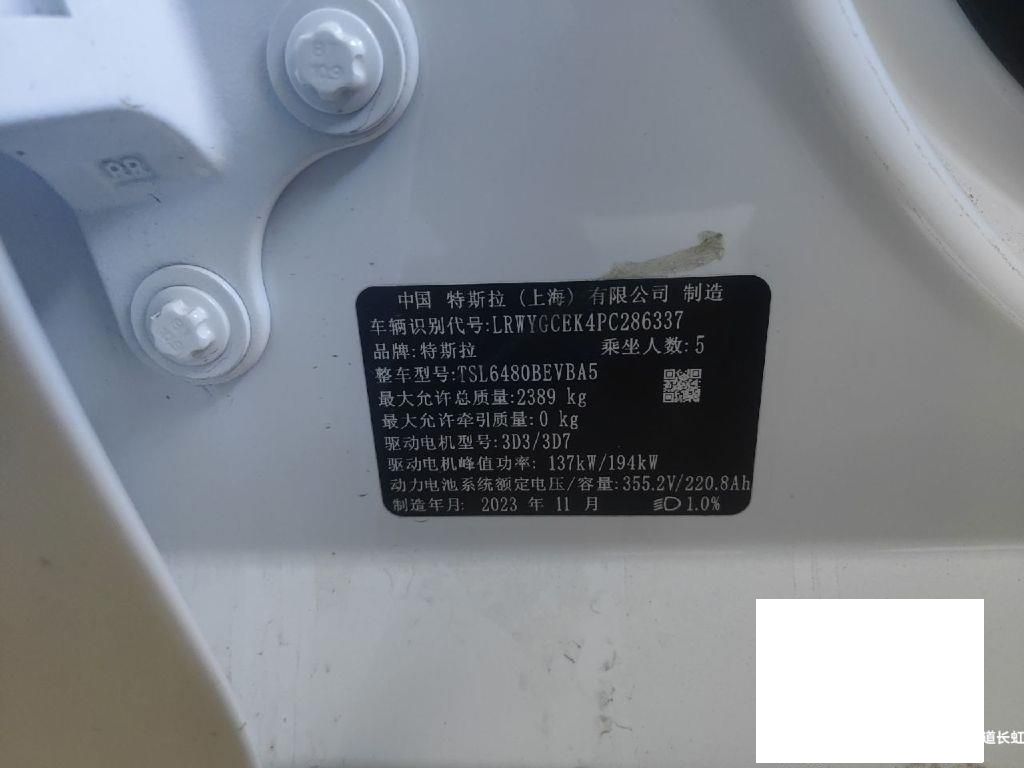 RR
中国 特斯拉（上海）有限公司 制造
车辆识别代号:LRWYGCEK4PC286337
品牌:特斯拉 乘坐人数:5
整车型号:TSL6480BEVBA5
最大允许总质量:2389 kg
最大允许牵引质量:0 kg
驱动电机型号:3D3/3D7
驱动电机峰值功率: 137kW/194kW
动力电池系统额定电压/容量:355.2V/220.8Ah
制造年月: 2023 年 11 月 1.0%
道长虹